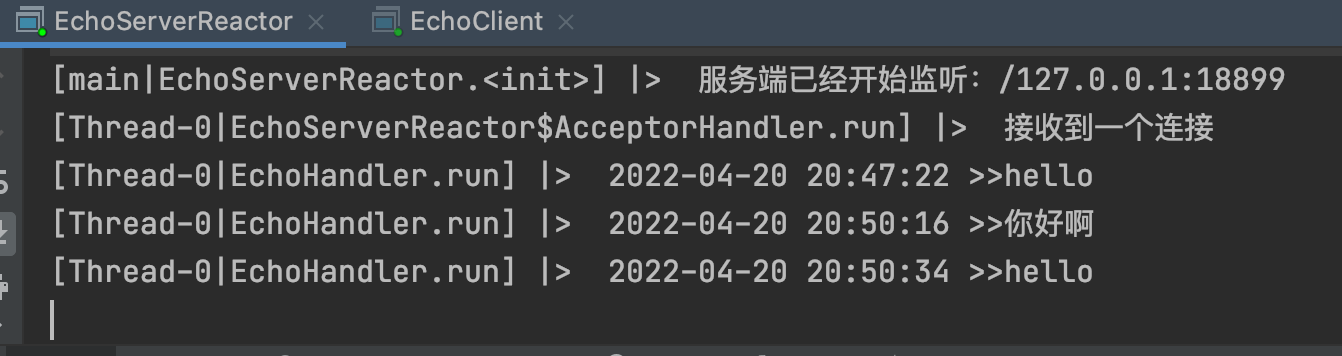 EchoServerReactor EchoClient
[main|EchoServerReactor.<init>] |>  服务端已经开始监听：/127.0.0.1:18899
[Thread-0|EchoServerReactor$AcceptorHandler.run] |>  接收到一个连接
[Thread-0|EchoHandler.run] |>  2022-04-20 20:47:22 >>hello
[Thread-0|EchoHandler.run] |>  2022-04-20 20:50:16 >>你好啊
[Thread-0|EchoHandler.run] |>  2022-04-20 20:50:34 >>hello